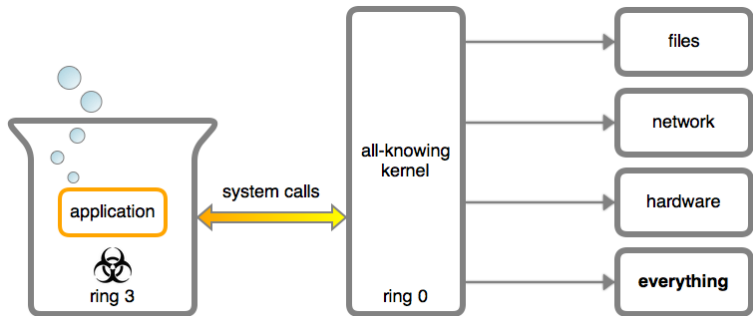 application
ring 3
system calls
all-knowing
kernel
ring 0
files
network
hardware
everything